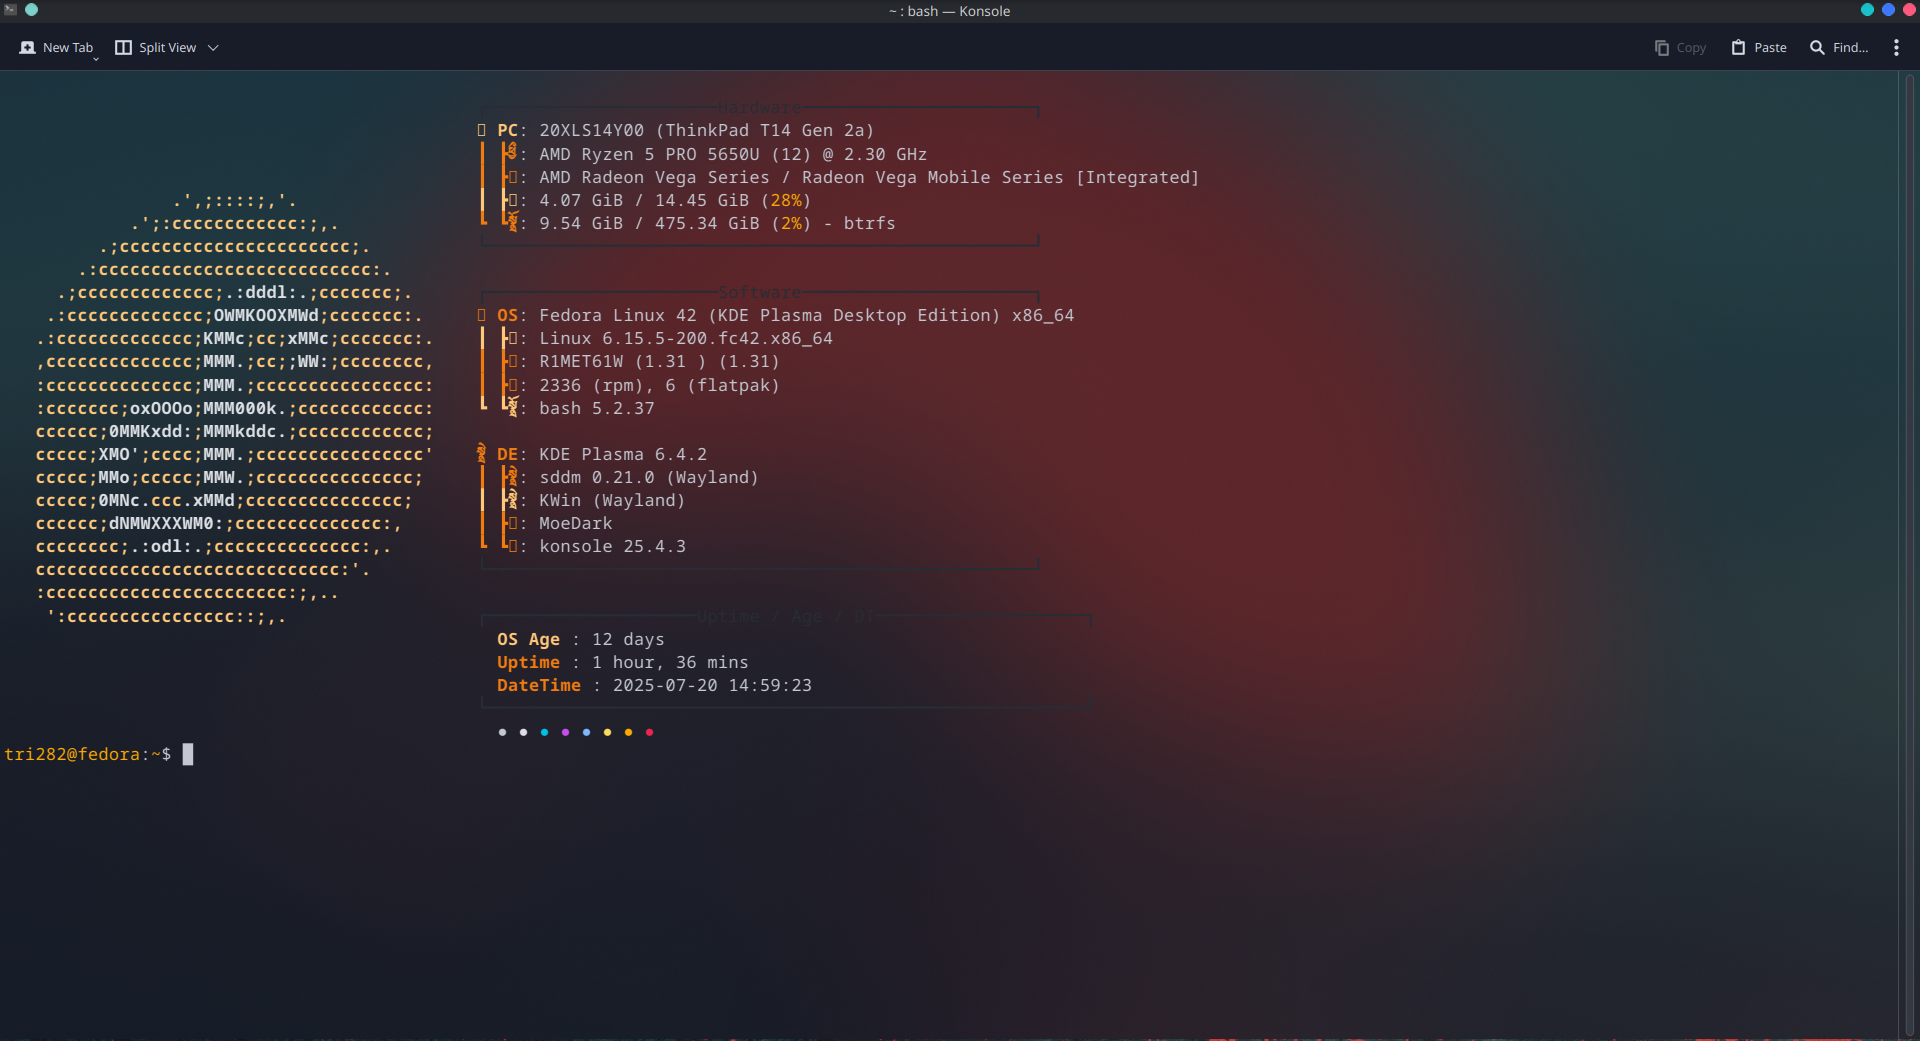 ~ : bash — Konsole
New Tab
Split View
Copy
Paste
Find...
Hardware
PC: 20XLS14Y00 (ThinkPad T14 Gen 2a)
: AMD Ryzen 5 PRO 5650U (12) @ 2.30 GHz
: AMD Radeon Vega Series / Radeon Vega Mobile Series [Integrated]
: 4.07 GiB / 14.45 GiB (28%)
: 9.54 GiB / 475.34 GiB (2%) - btrfs
Software
OS: Fedora Linux 42 (KDE Plasma Desktop Edition) x86_64
: Linux 6.15.5-200.fc42.x86_64
: R1MET61W (1.31 ) (1.31)
: 2336 (rpm), 6 (flatpak)
: bash 5.2.37
DE: KDE Plasma 6.4.2
: sddm 0.21.0 (Wayland)
: KWin (Wayland)
: MoeDark
: konsole 25.4.3
Uptime / Age / DT
OS Age : 12 days
Uptime : 1 hour, 36 mins
DateTime : 2025-07-20 14:59:23
.',;::::;,'.
.';:cccccccccccc:;,.
.;cccccccccccccccccccccc;.
.:cccccccccccccccccccccccccc:.
.;ccccccccccccc;.:dddl:.;ccccccc;.
.:ccccccccccccc;OWMKOOXMWd;ccccccc:.
.:ccccccccccccc;KMMc;cc;xMMc;ccccccc:.
,cccccccccccccc;MMM.;cc;;WW:;cccccccc,
:cccccccccccccc;MMM.;cccccccccccccccc:
:ccccccc;oxOOOo;MMM000k.;cccccccccccc:
cccccc;0MMKxdd:;MMMkddc.;cccccccccccc;
ccccc;XMO';cccc;MMM.;cccccccccccccccc'
ccccc;MMo;ccccc;MMW.;ccccccccccccccc;
ccccc;0MNc.ccc.xMMd;ccccccccccccccc;
cccccc;dNMWXXXWM0:;cccccccccccccc:,
cccccccc;.:odl:.;cccccccccccccc:,.
ccccccccccccccccccccccccccccc:'.
:ccccccccccccccccccccccc:;,..
':cccccccccccccccc::;,.
tri282@fedora:~$